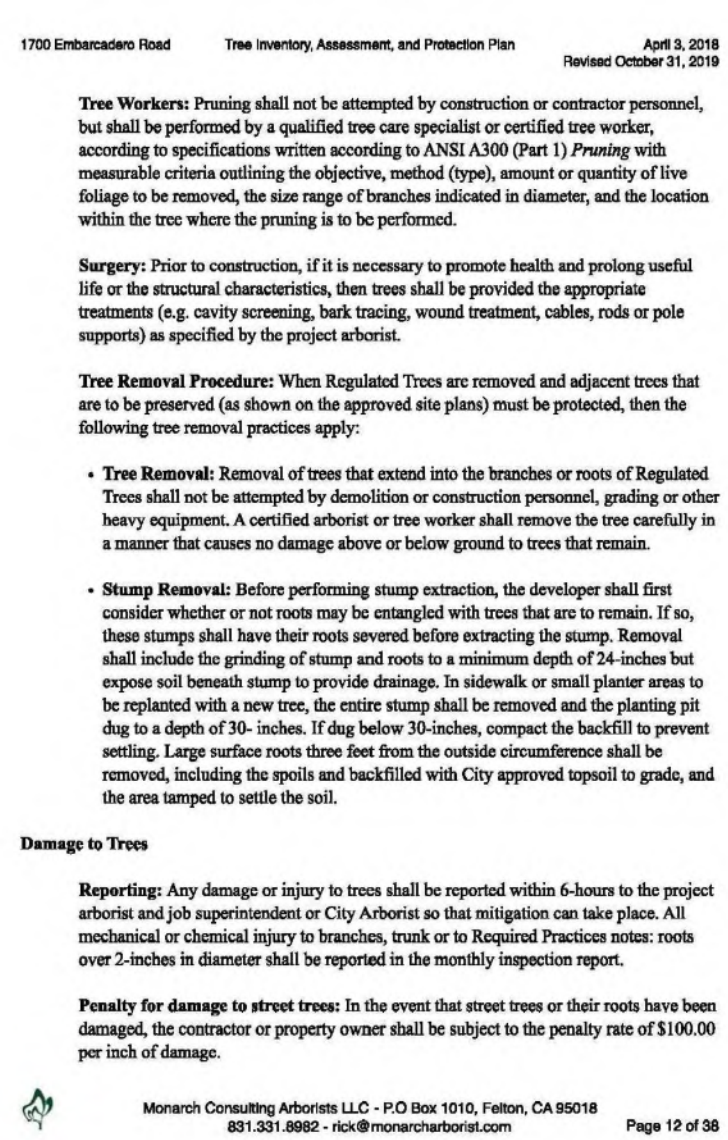 1700 Embarcadero Road Tree Inventory, Assessment, and Protection Plan April 3, 2018
Revised October 31, 2019
Tree Workers: Pruning shall not be attempted by construction or contractor personnel,
but shall be performed by a qualified tree care specialist or certified tree worker,
according to specifications written according to ANSI A300 (Part 1) Pruning with
measurable criteria outlining the objective, method (type), amount or quantity of live
foliage to be removed, the size range of branches indicated in diameter, and the location
within the tree where the pruning is to be performed.
Surgery: Prior to construction, if it is necessary to promote health and prolong useful
life or the structural characteristics, then trees shall be provided the appropriate
treatments (e.g. cavity screening, bark tracing, wound treatment, cables, rods or pole
supports) as specified by the project arborist.
Tree Removal Procedure: When Regulated Trees are removed and adjacent trees that
are to be preserved (as shown on the approved site plans) must be protected, then the
following tree removal practices apply:
• Tree Removal: Removal of trees that extend into the branches or roots of Regulated
Trees shall not be attempted by demolition or construction personnel, grading or other
heavy equipment. A certified arborist or tree worker shall remove the tree carefully in
a manner that causes no damage above or below ground to trees that remain.
• Stump Removal: Before performing stump extraction, the developer shall first
consider whether or not roots may be entangled with trees that are to remain. If so,
these stumps shall have their roots severed before extracting the stump. Removal
shall include the grinding of stump and roots to a minimum depth of 24-inches but
expose soil beneath stump to provide drainage. In sidewalk or small planter areas to
be replanted with a new tree, the entire stump shall be removed and the planting pit
dug to a depth of 30- inches. If dug below 30-inches, compact the backfill to prevent
settling. Large surface roots three feet from the outside circumference shall be
removed, including the spoils and backfilled with City approved topsoil to grade, and
the area tamped to settle the soil.
Damage to Trees
Reporting: Any damage or injury to trees shall be reported within 6-hours to the project
arborist and job superintendent or City Arborist so that mitigation can take place. All
mechanical or chemical injury to branches, trunk or to Required Practices notes: roots
over 2-inches in diameter shall be reported in the monthly inspection report.
Penalty for damage to street trees: In the event that street trees or their roots have been
damaged, the contractor or property owner shall be subject to the penalty rate of $100.00
per inch of damage.
Monarch Consulting Arborists LLC - P.O Box 1010, Felton, CA 95018
831.331.8982 - rick@monarcharborist.com Page 12 of 38